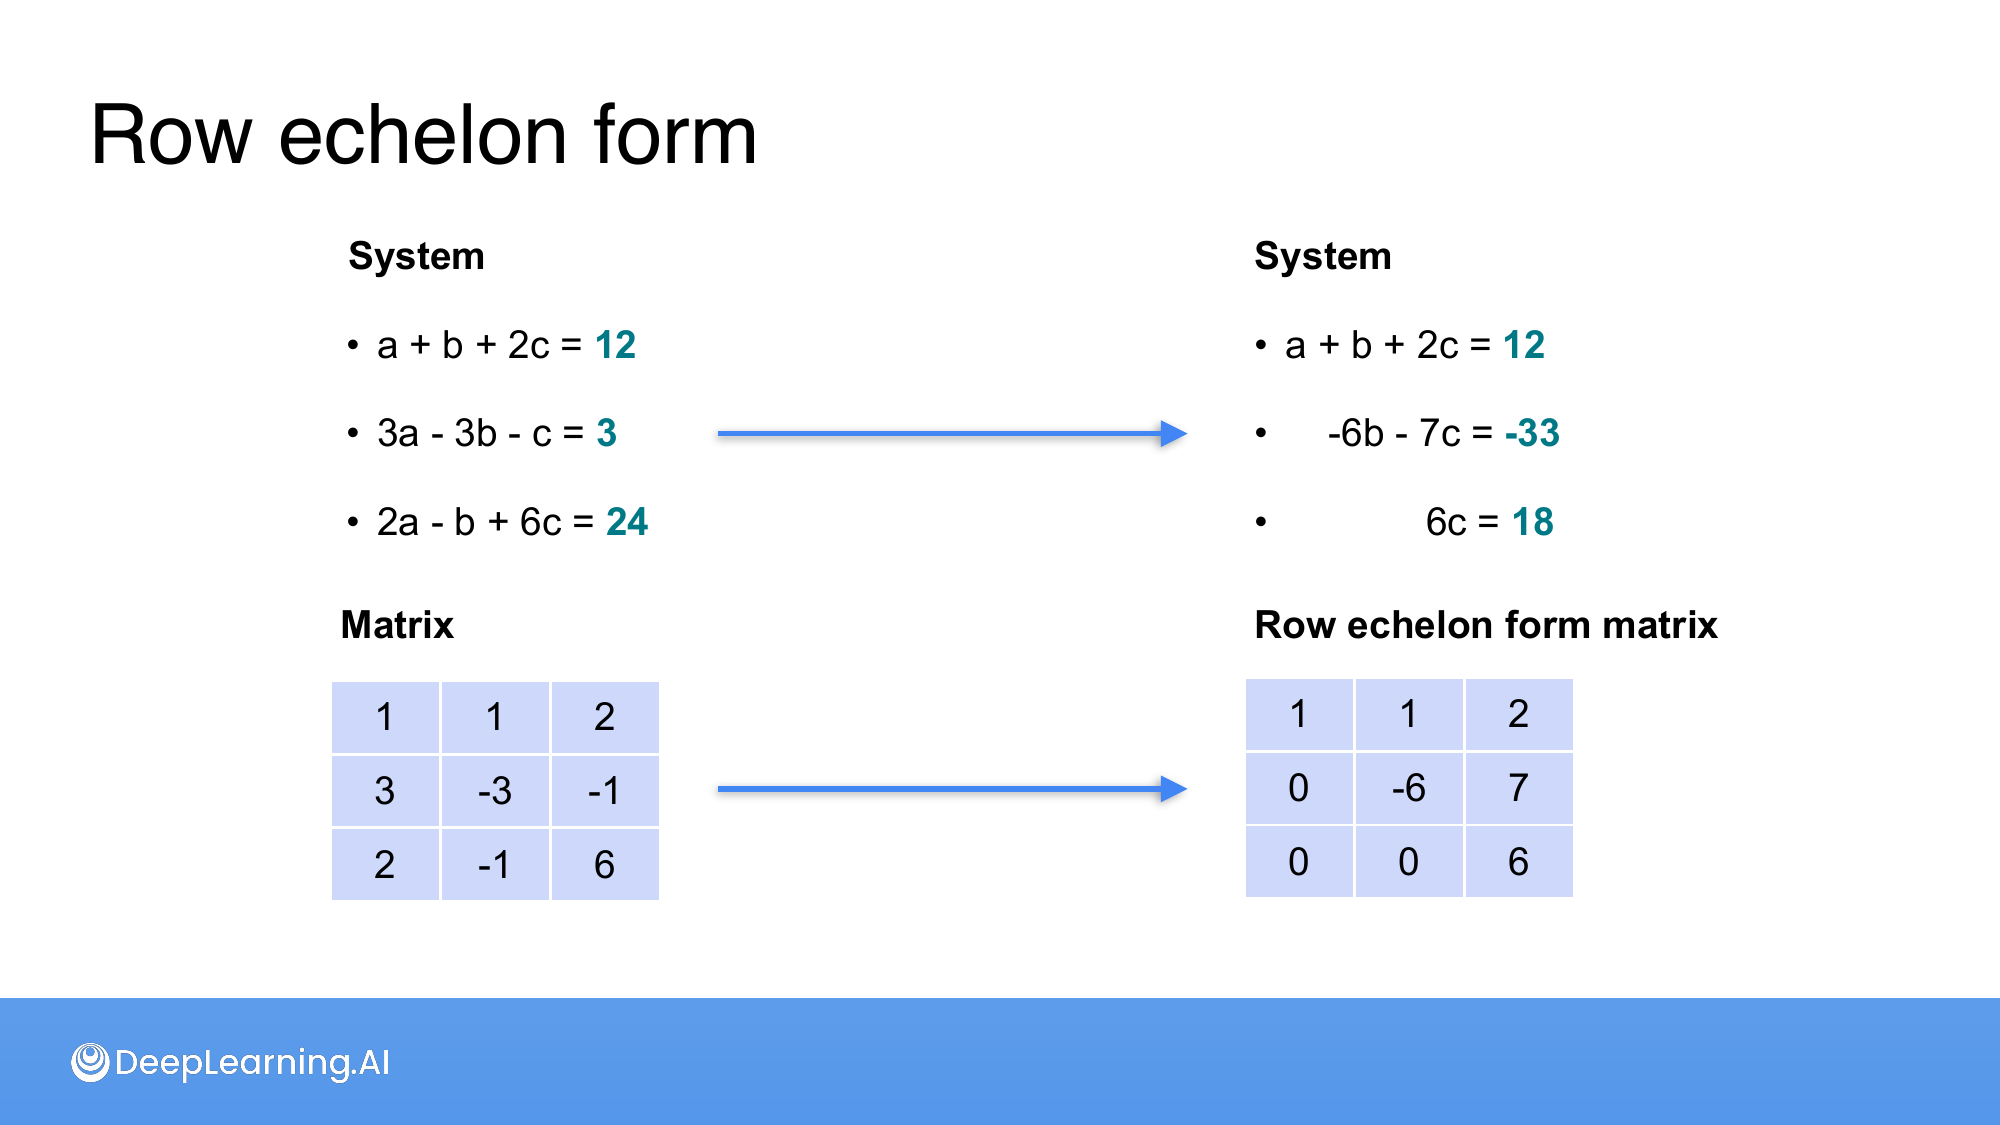 Row echelon form
System
• a + b + 2c = 12
• 3a - 3b - c = 3
• 2a - b + 6c = 24
System
• a + b + 2c = 12
• -6b - 7c = -33
• 6c = 18
Matrix
1 1 2
3 -3 -1
2 -1 6
Row echelon form matrix
1 1 2
0 -6 7
0 0 6
DeepLearning.AI